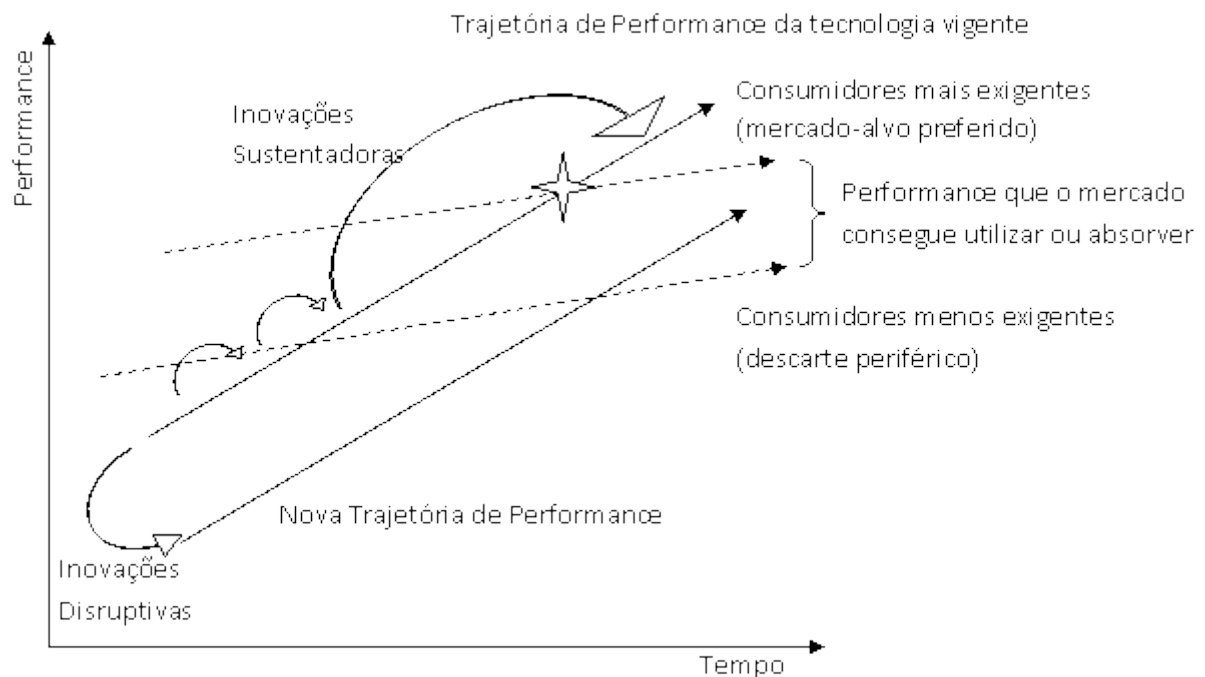 Trajetória de Performance da tecnologia vigente
Performance
Inovações
Sustentadoras
Consumidores mais exigentes
(mercado-alvo preferido)
Performance que o mercado
consegue utilizar ou absorver
Consumidores menos exigentes
(descarte periférico)
Nova Trajetória de Performance
Inovações
Disruptivas
Tempo